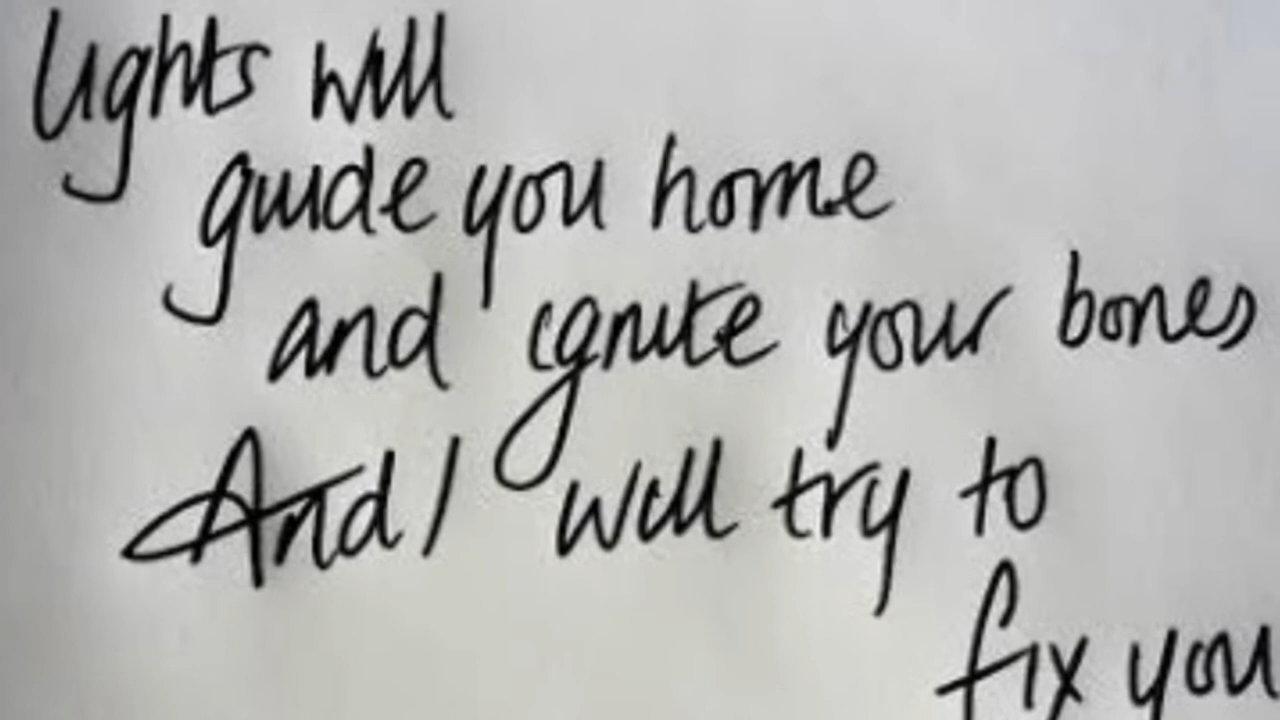 Lights will
guide you home
and ignite your bones
And I will try to
fix you